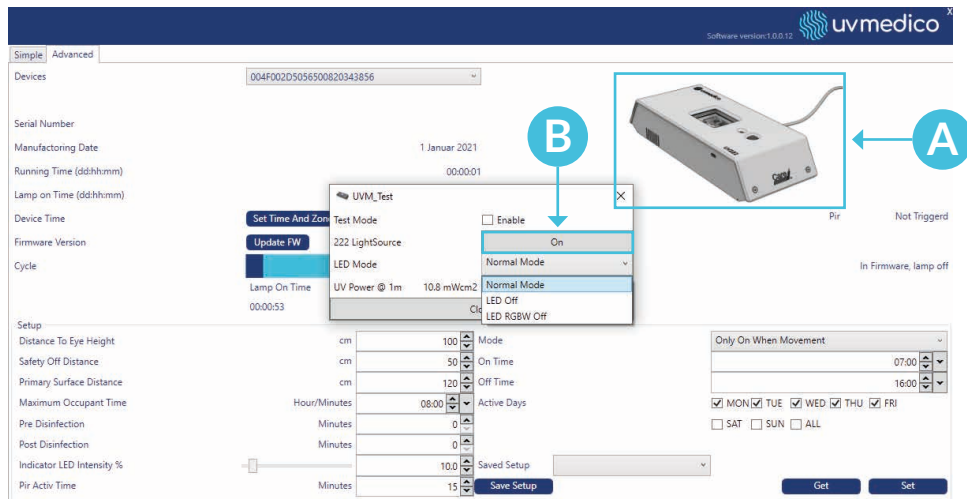 X
uvmedico
Software version:1.0.0.12
Simple Advanced
Devices 004F002D5056500820343856
B
A
Serial Number
Manufactoring Date 1 Januar 2021
Running Time (dd:hh:mm) 00:00:01
Lamp on Time (dd:hh:mm)
UVM_Test X
Device Time Set Time And Zon Test Mode Enable Pir Not Triggerd
Firmware Version Update FW 222 LightSource On
Cycle LED Mode Normal Mode In Firmware, lamp off
Lamp On Time UV Power @ 1m 10.8 mWcm2 Normal Mode
LED Off
00:00:53 Clo LED RGBW Off
Setup
Distance To Eye Height cm 100 Mode Only On When Movement
Safety Off Distance cm 50 On Time 07:00
Primary Surface Distance cm 120 Off Time 16:00
Maximum Occupant Time Hour/Minutes 08:00 Active Days MON TUE WED THU FRI
Pre Disinfection Minutes 0 SAT SUN ALL
Post Disinfection Minutes 0
Indicator LED Intensity % 10.0 Saved Setup
Pir Activ Time Minutes 15 Save Setup Get Set